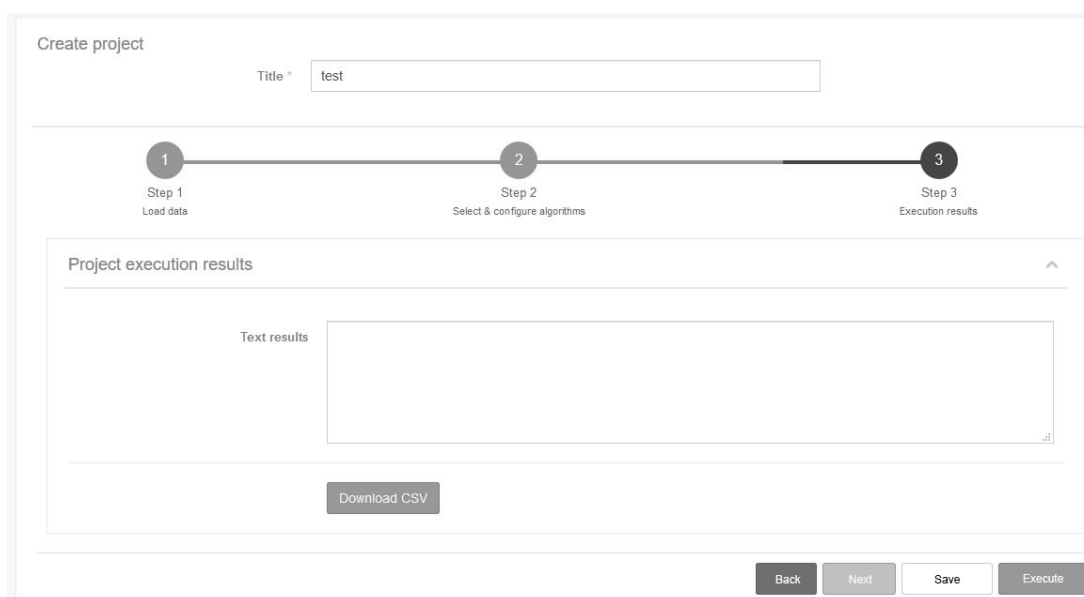 Create project
Title *
test
1
2
3
Step 1
Step 2
Step 3
Load data
Select & configure algorithms
Execution results
Project execution results
Text results
Download CSV
Back
Next
Save
Execute